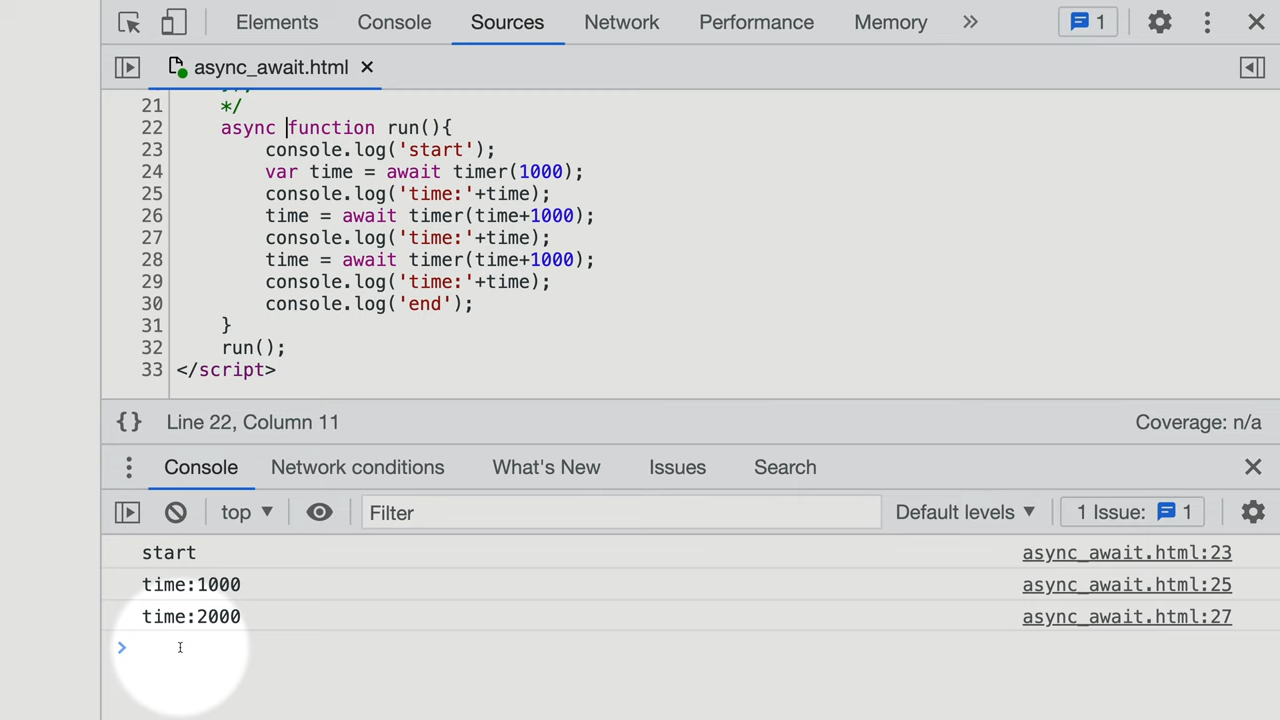 Elements Console Sources Network Performance Memory » 1
async_await.html ×
21 */
22 async function run(){
23 console.log('start');
24 var time = await timer(1000);
25 console.log('time:'+time);
26 time = await timer(time+1000);
27 console.log('time:'+time);
28 time = await timer(time+1000);
29 console.log('time:'+time);
30 console.log('end');
31 }
32 run();
33 </script>
{} Line 22, Column 11 Coverage: n/a
Console Network conditions What's New Issues Search
top ▼ Filter Default levels ▼ 1 Issue: 1
start async_await.html:23
time:1000 async_await.html:25
time:2000 async_await.html:27
>